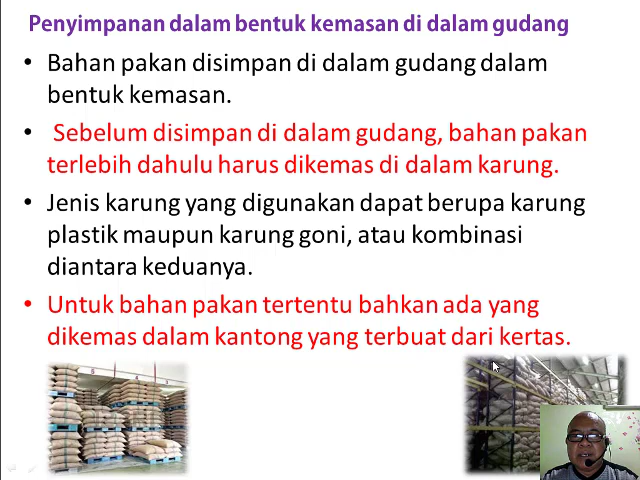 Penyimpanan dalam bentuk kemasan di dalam gudang
• Bahan pakan disimpan di dalam gudang dalam
bentuk kemasan.
• Sebelum disimpan di dalam gudang, bahan pakan
terlebih dahulu harus dikemas di dalam karung.
• Jenis karung yang digunakan dapat berupa karung
plastik maupun karung goni, atau kombinasi
diantara keduanya.
• Untuk bahan pakan tertentu bahkan ada yang
dikemas dalam kantong yang terbuat dari kertas.